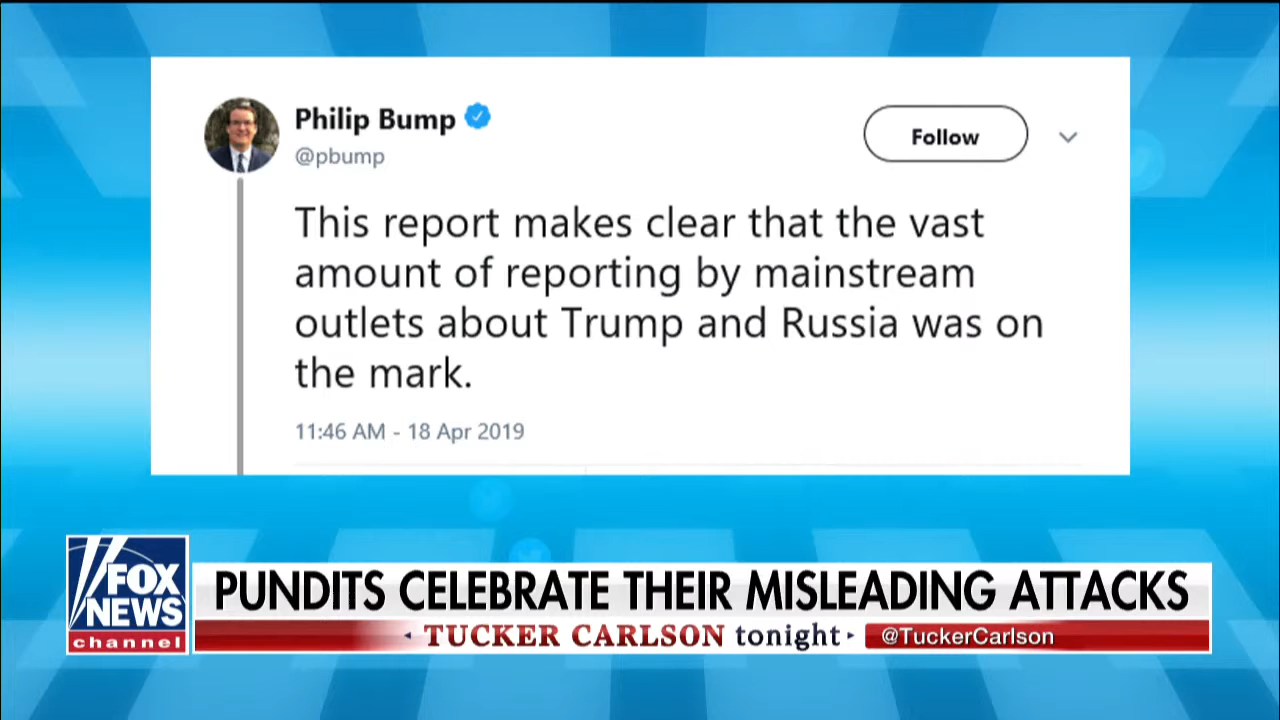 Philip Bump
@pbump
Follow
This report makes clear that the vast
amount of reporting by mainstream
outlets about Trump and Russia was on
the mark.
11:46 AM - 18 Apr 2019
FOX
NEWS
channel
PUNDITS CELEBRATE THEIR MISLEADING ATTACKS
TUCKER CARLSON tonight
@TuckerCarlson